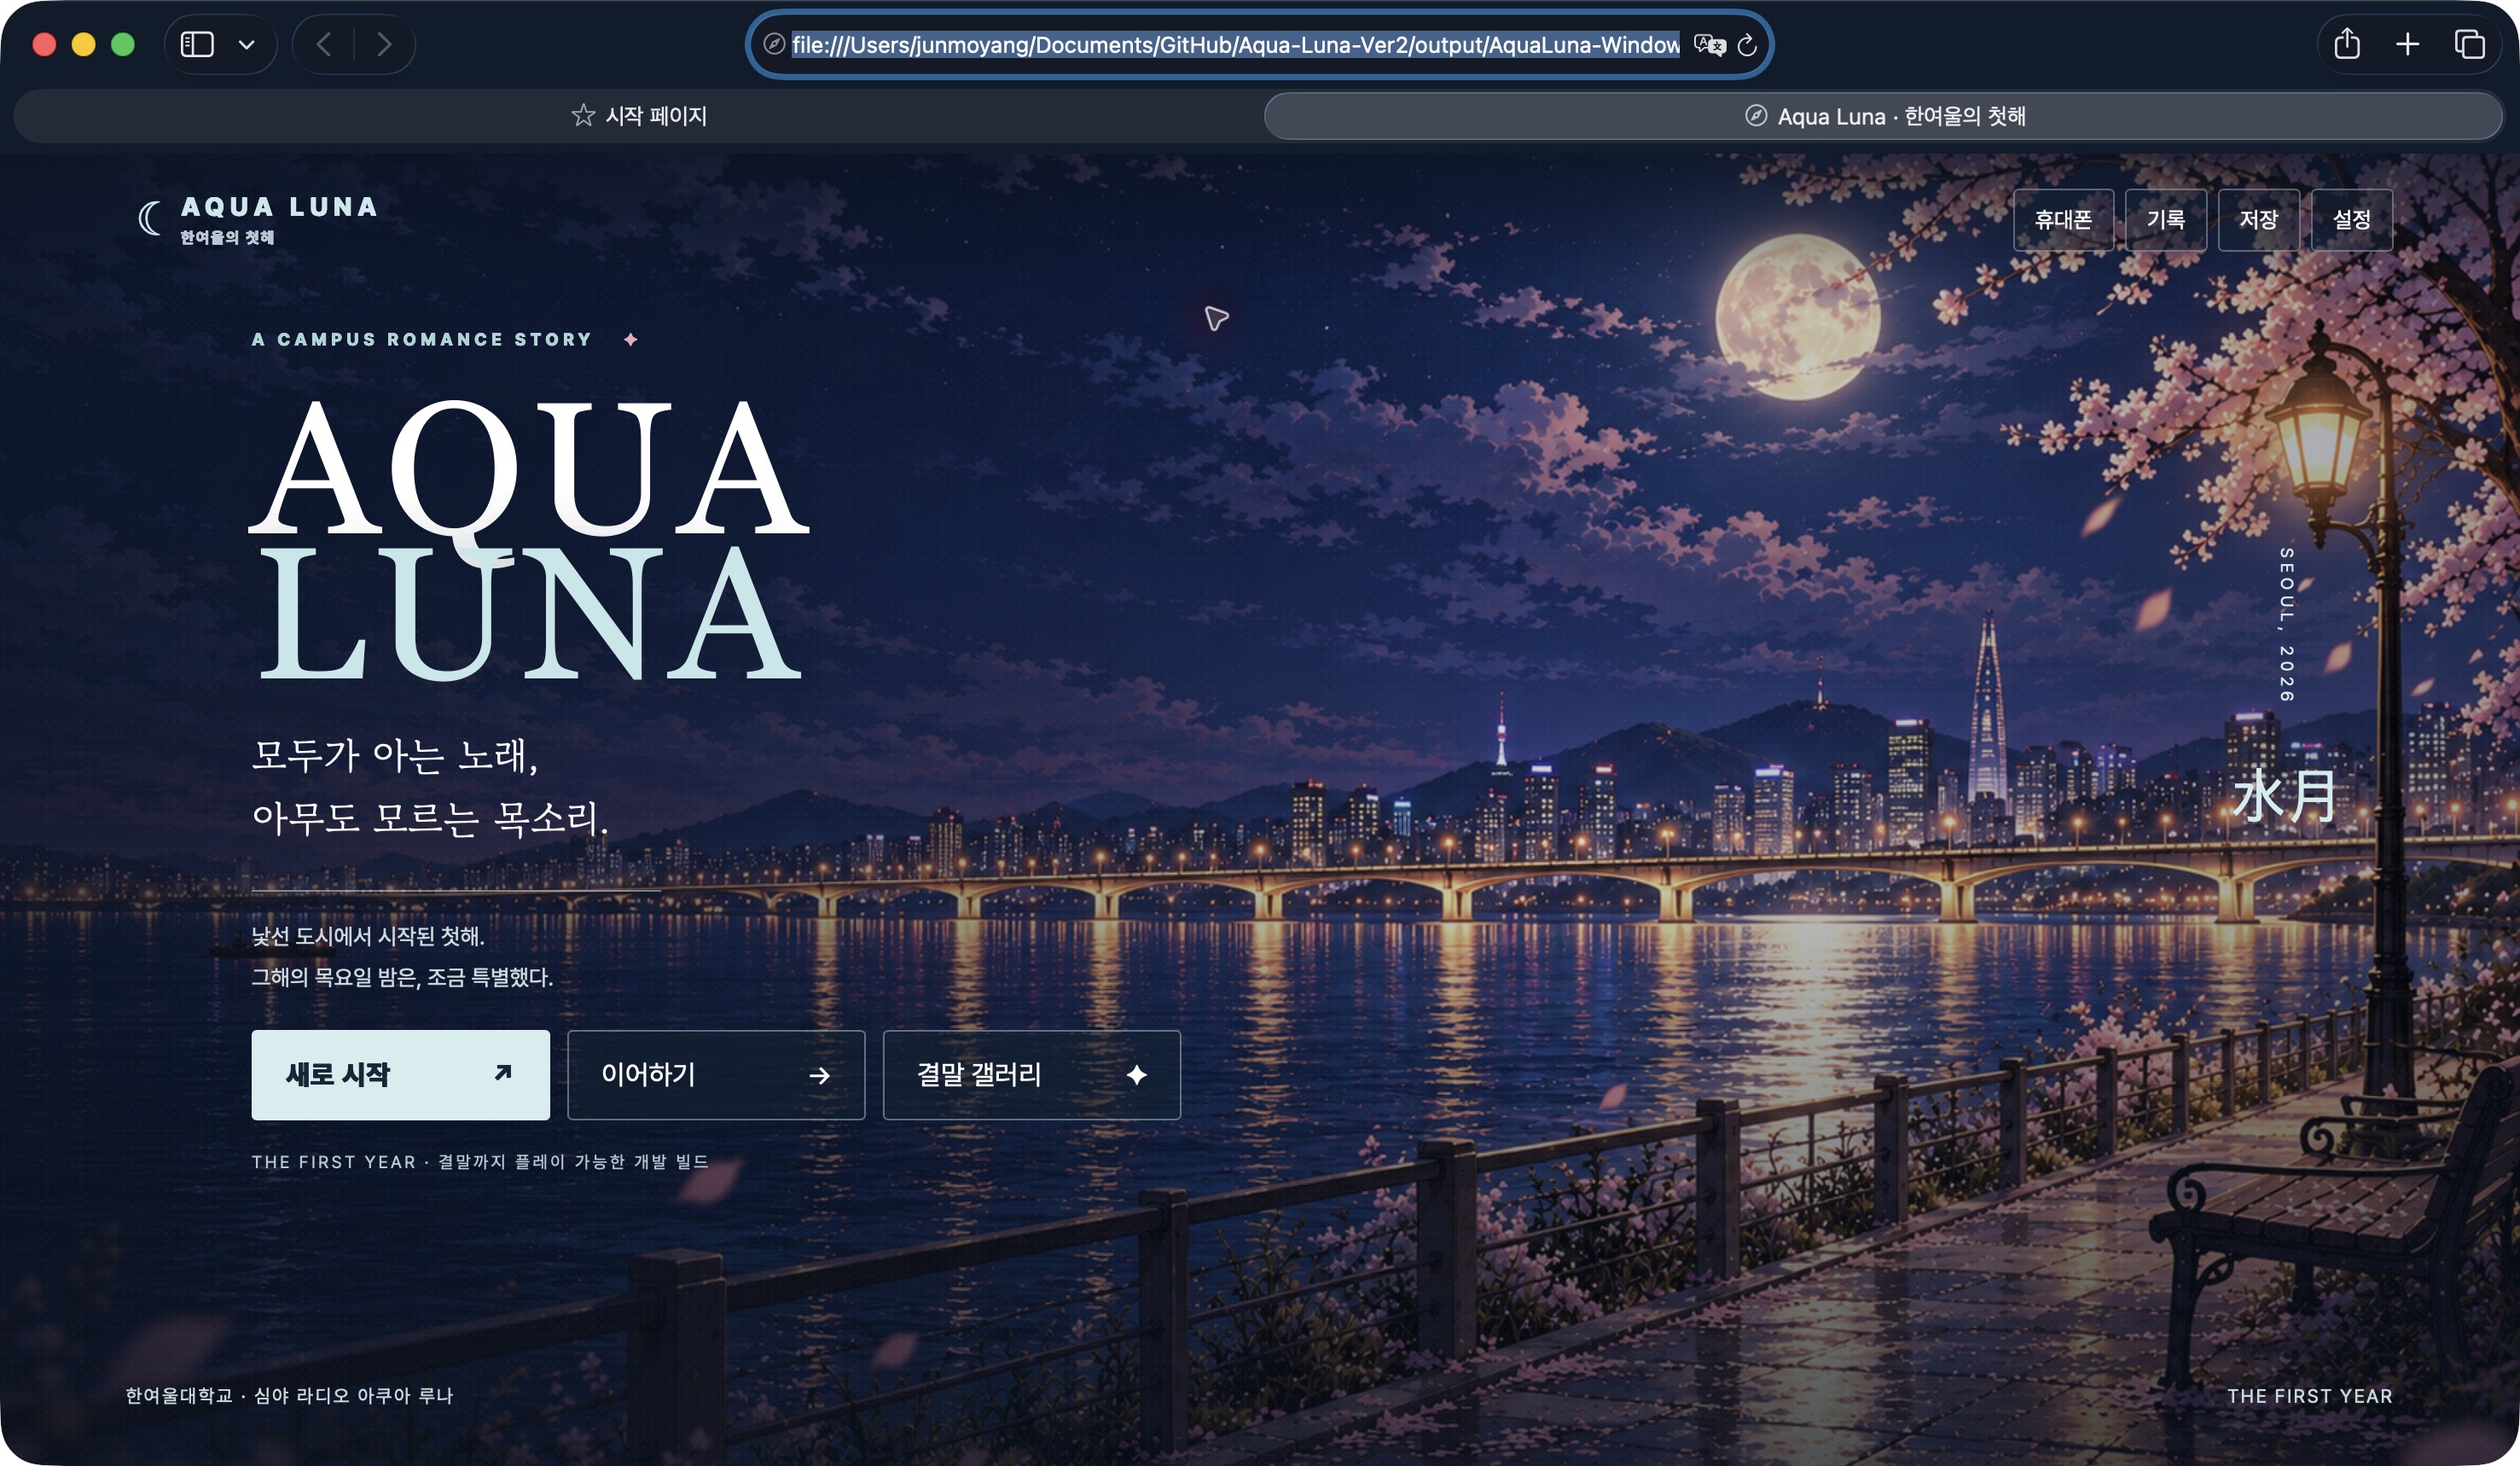 file:///Users/junmoyang/Documents/GitHub/Aqua-Luna-Ver2/output/AquaLuna-Window
시작 페이지
Aqua Luna · 한여울의 첫해
AQUA LUNA
한여울의 첫해
휴대폰
기록
저장
설정
A CAMPUS ROMANCE STORY
AQUA
LUNA
SEOUL, 2026
水月
모두가 아는 노래,
아무도 모르는 목소리.
낯선 도시에서 시작된 첫해.
그해의 목요일 밤은, 조금 특별했다.
새로 시작
이어하기
결말 갤러리
THE FIRST YEAR · 결말까지 플레이 가능한 개발 빌드
한여울대학교 · 심야 라디오 아쿠아 루나
THE FIRST YEAR